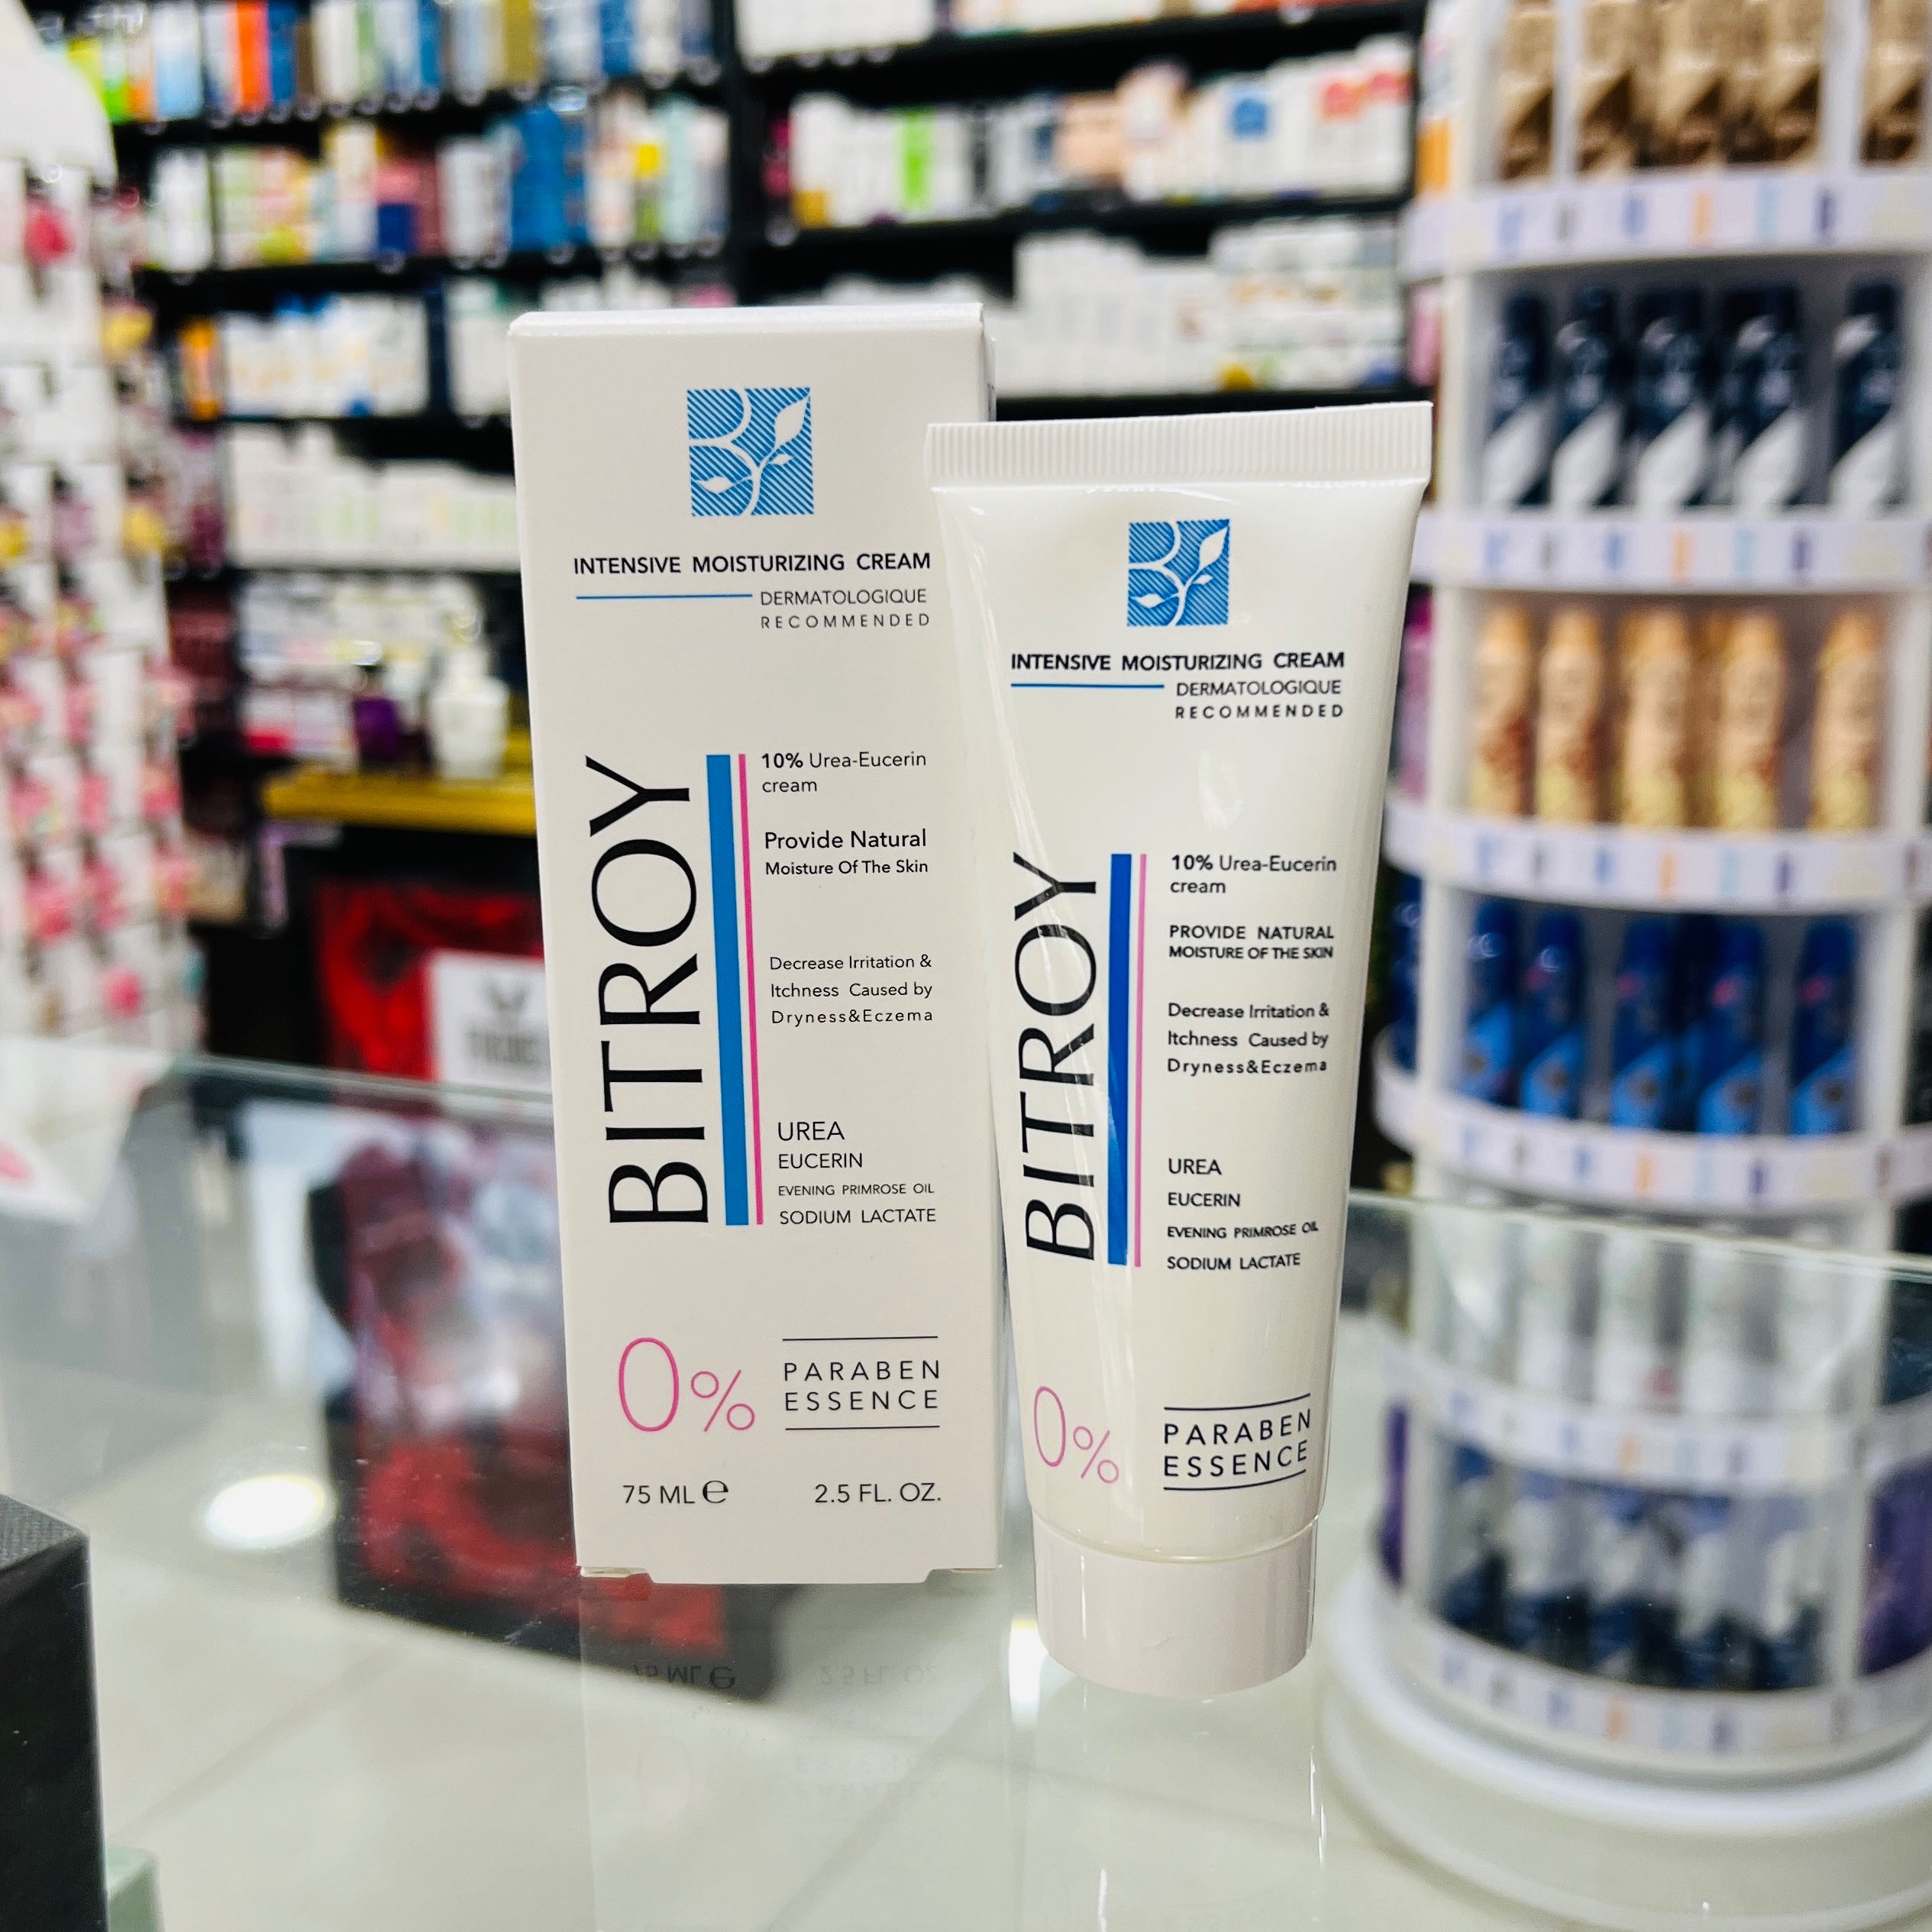 INTENSIVE MOISTURIZING CREAM
DERMATOLOGIQUE
RECOMMENDED
BITROY
10% Urea-Eucerin
cream
Provide Natural
Moisture Of The Skin
Decrease Irritation &
Itchness Caused by
Dryness&Eczema
UREA
EUCERIN
EVENING PRIMROSE OIL
SODIUM LACTATE
0%
PARABEN
ESSENCE
75 ML e
2.5 FL. OZ.
INTENSIVE MOISTURIZING CREAM
DERMATOLOGIQUE
RECOMMENDED
BITROY
10% Urea-Eucerin
cream
PROVIDE NATURAL
MOISTURE OF THE SKIN
Decrease Irritation &
Itchness Caused by
Dryness&Eczema
UREA
EUCERIN
EVENING PRIMROSE OIL
SODIUM LACTATE
0%
PARABEN
ESSENCE